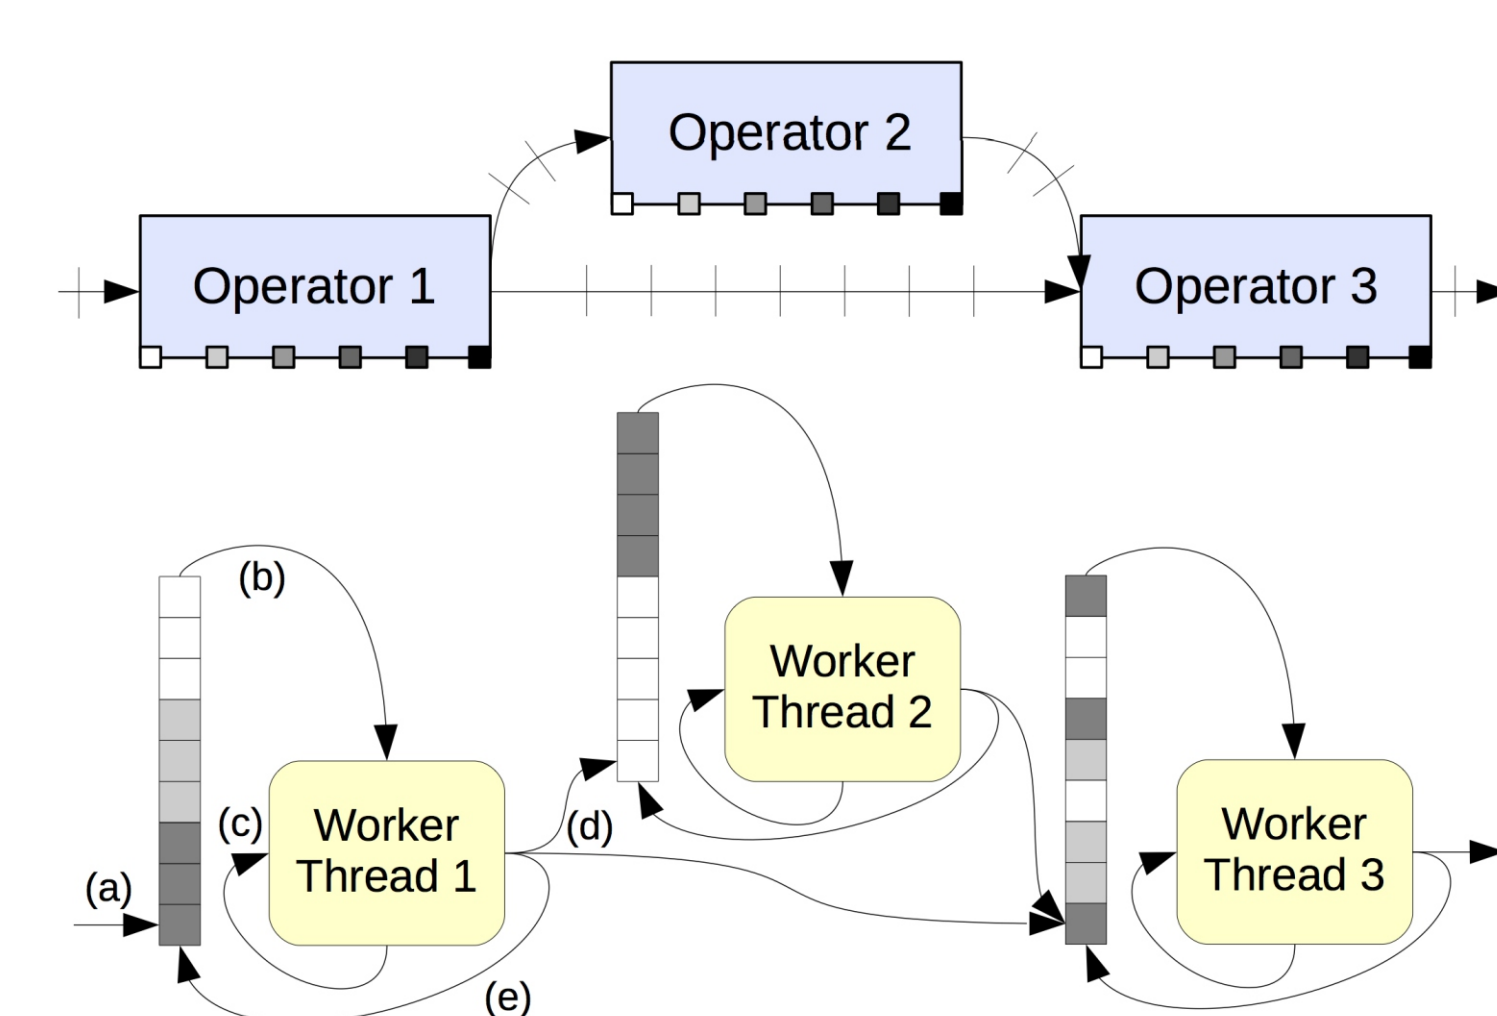 Operator 2
Operator 1
Operator 3
(b)
Worker
Thread 2
(c)
Worker
Thread 1
(d)
Worker
Thread 3
(a)
(e)